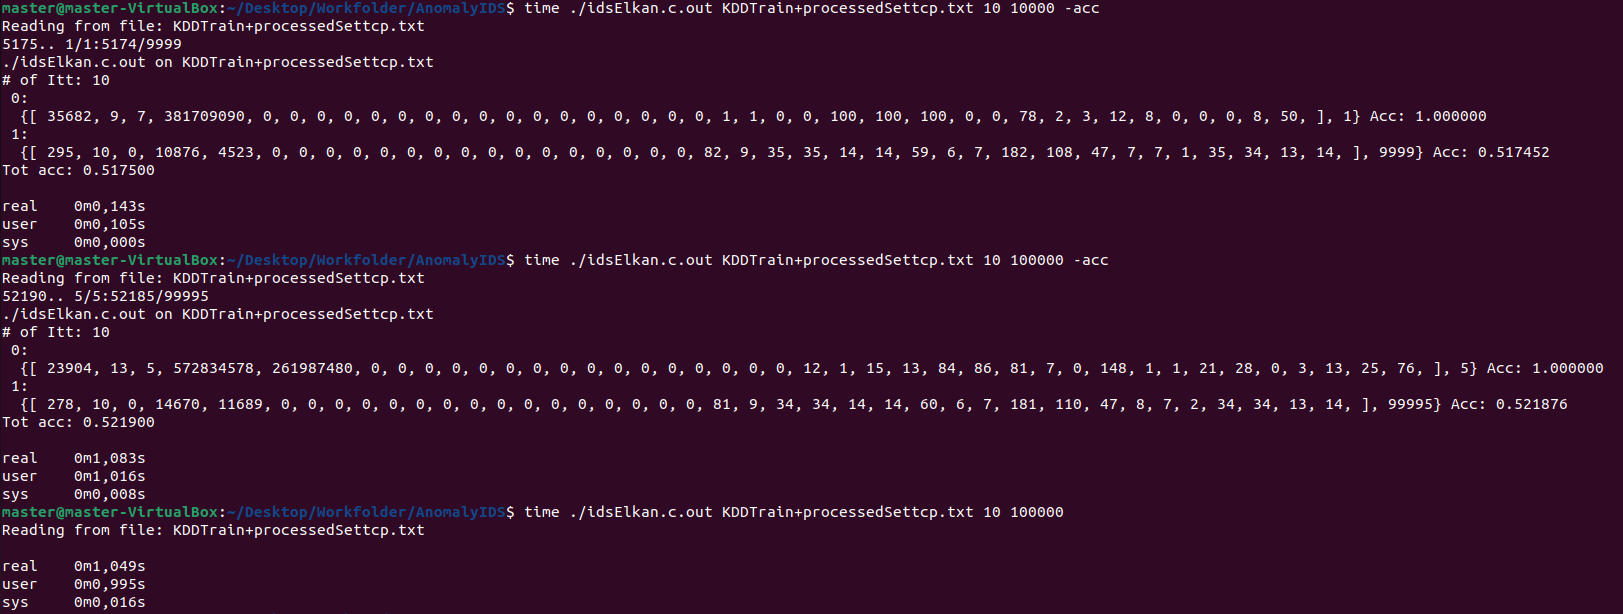 master@master-VirtualBox:~/Desktop/Workfolder/AnomalyIDS$ time ./idsElkan.c.out KDDTrain+processedSettcp.txt 10 10000 -acc
Reading from file: KDDTrain+processedSettcp.txt
5175.. 1/1:5174/9999
./idsElkan.c.out on KDDTrain+processedSettcp.txt
# of Itt: 10
 0:
  {[ 35682, 9, 7, 381709090, 0, 0, 0, 0, 0, 0, 0, 0, 0, 0, 0, 0, 0, 0, 0, 0, 0, 1, 1, 0, 0, 100, 100, 100, 0, 0, 78, 2, 3, 12, 8, 0, 0, 0, 8, 50, ], 1} Acc: 1.000000
 1:
  {[ 295, 10, 0, 10876, 4523, 0, 0, 0, 0, 0, 0, 0, 0, 0, 0, 0, 0, 0, 0, 0, 0, 82, 9, 35, 35, 14, 14, 59, 6, 7, 182, 108, 47, 7, 7, 1, 35, 34, 13, 14, ], 9999} Acc: 0.517452
Tot acc: 0.517500

real    0m0,143s
user    0m0,105s
sys     0m0,000s
master@master-VirtualBox:~/Desktop/Workfolder/AnomalyIDS$ time ./idsElkan.c.out KDDTrain+processedSettcp.txt 10 100000 -acc
Reading from file: KDDTrain+processedSettcp.txt
52190.. 5/5:52185/99995
./idsElkan.c.out on KDDTrain+processedSettcp.txt
# of Itt: 10
 0:
  {[ 23904, 13, 5, 572834578, 261987480, 0, 0, 0, 0, 0, 0, 0, 0, 0, 0, 0, 0, 0, 0, 0, 0, 12, 1, 15, 13, 84, 86, 81, 7, 0, 148, 1, 1, 21, 28, 0, 3, 13, 25, 76, ], 5} Acc: 1.000000
 1:
  {[ 278, 10, 0, 14670, 11689, 0, 0, 0, 0, 0, 0, 0, 0, 0, 0, 0, 0, 0, 0, 0, 0, 81, 9, 34, 34, 14, 14, 60, 6, 7, 181, 110, 47, 8, 7, 2, 34, 34, 13, 14, ], 99995} Acc: 0.521876
Tot acc: 0.521900

real    0m1,083s
user    0m1,016s
sys     0m0,008s
master@master-VirtualBox:~/Desktop/Workfolder/AnomalyIDS$ time ./idsElkan.c.out KDDTrain+processedSettcp.txt 10 100000
Reading from file: KDDTrain+processedSettcp.txt

real    0m1,049s
user    0m0,995s
sys     0m0,016s